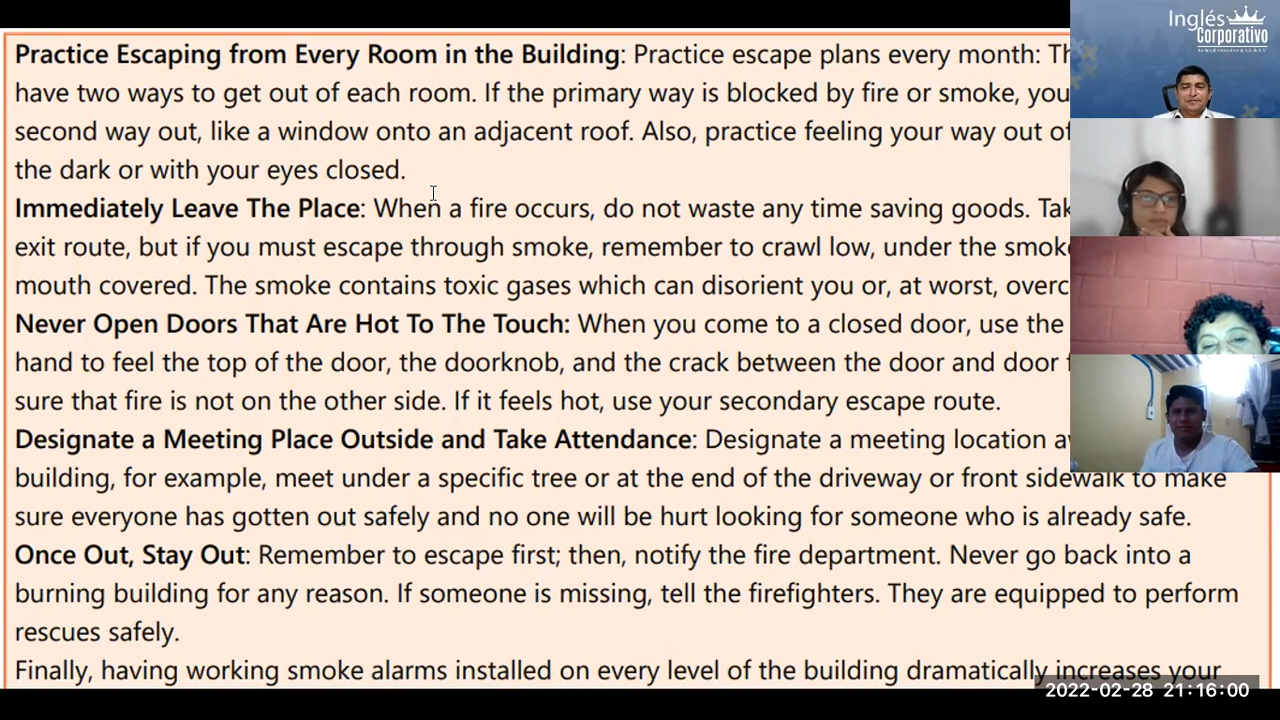 Practice Escaping from Every Room in the Building: Practice escape plans every month:
have two ways to get out of each room. If the primary way is blocked by fire or smoke, you
second way out, like a window onto an adjacent roof. Also, practice feeling your way out of
the dark or with your eyes closed.
Immediately Leave The Place: When a fire occurs, do not waste any time saving goods.
exit route, but if you must escape through smoke, remember to crawl low, under the smoke
mouth covered. The smoke contains toxic gases which can disorient you or, at worst,
Never Open Doors That Are Hot To The Touch: When you come to a closed door, use the
hand to feel the top of the door, the doorknob, and the crack between the door and door
sure that fire is not on the other side. If it feels hot, use your secondary escape route.
Designate a Meeting Place Outside and Take Attendance: Designate a meeting location
building, for example, meet under a specific tree or at the end of the driveway or front sidewalk to make
sure everyone has gotten out safely and no one will be hurt looking for someone who is already safe.
Once Out, Stay Out: Remember to escape first; then, notify the fire department. Never go back into a
burning building for any reason. If someone is missing, tell the firefighters. They are equipped to perform
rescues safely.
Finally, having working smoke alarms installed on every level of the building dramatically increases your
Inglés
Corporativo
2022-02-28 21:16:00